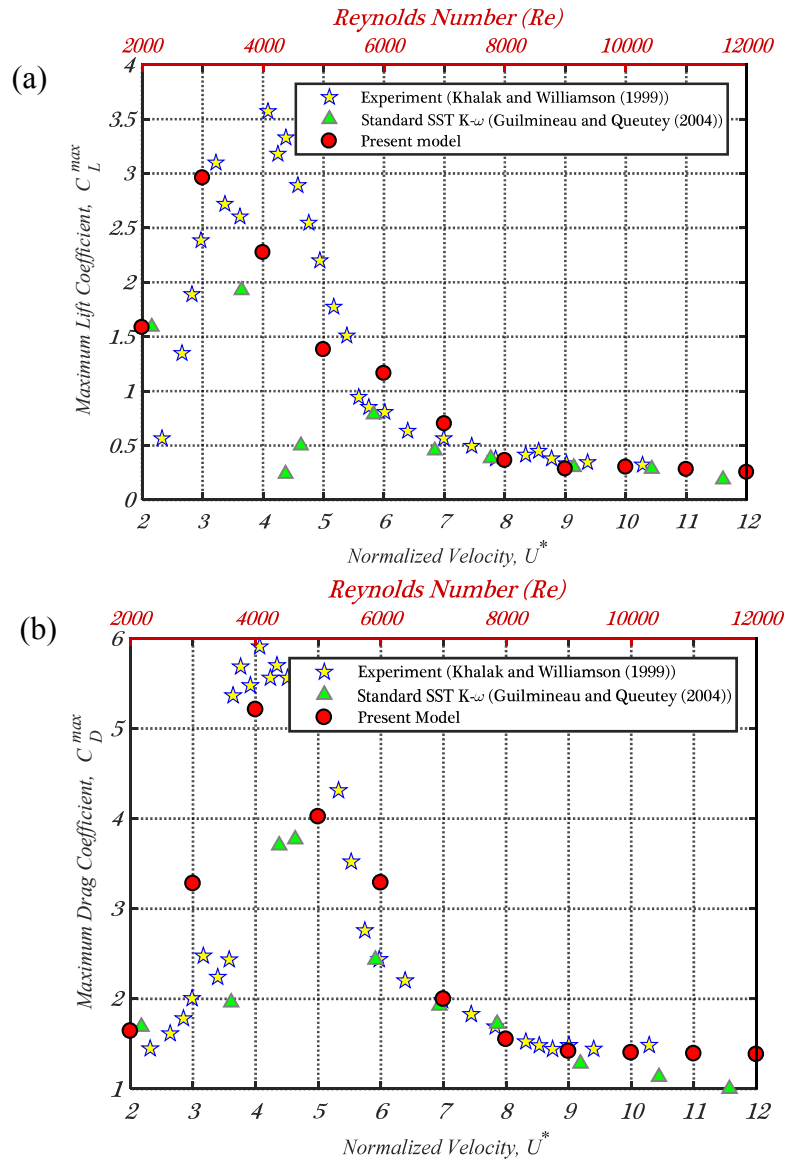 (a)
Reynolds Number (Re)
2000 4000 6000 8000 10000 12000
Maximum Lift Coefficient, C_L^max
4
3.5
3
2.5
2
1.5
1
0.5
0
Experiment (Khalak and Williamson (1999))
Standard SST K-ω (Guilmineau and Queutey (2004))
Present model
2 3 4 5 6 7 8 9 10 11 12
Normalized Velocity, U*
(b)
Reynolds Number (Re)
2000 4000 6000 8000 10000 12000
Maximum Drag Coefficient, C_D^max
6
5
4
3
2
1
Experiment (Khalak and Williamson (1999))
Standard SST K-ω (Guilmineau and Queutey (2004))
Present Model
2 3 4 5 6 7 8 9 10 11 12
Normalized Velocity, U*